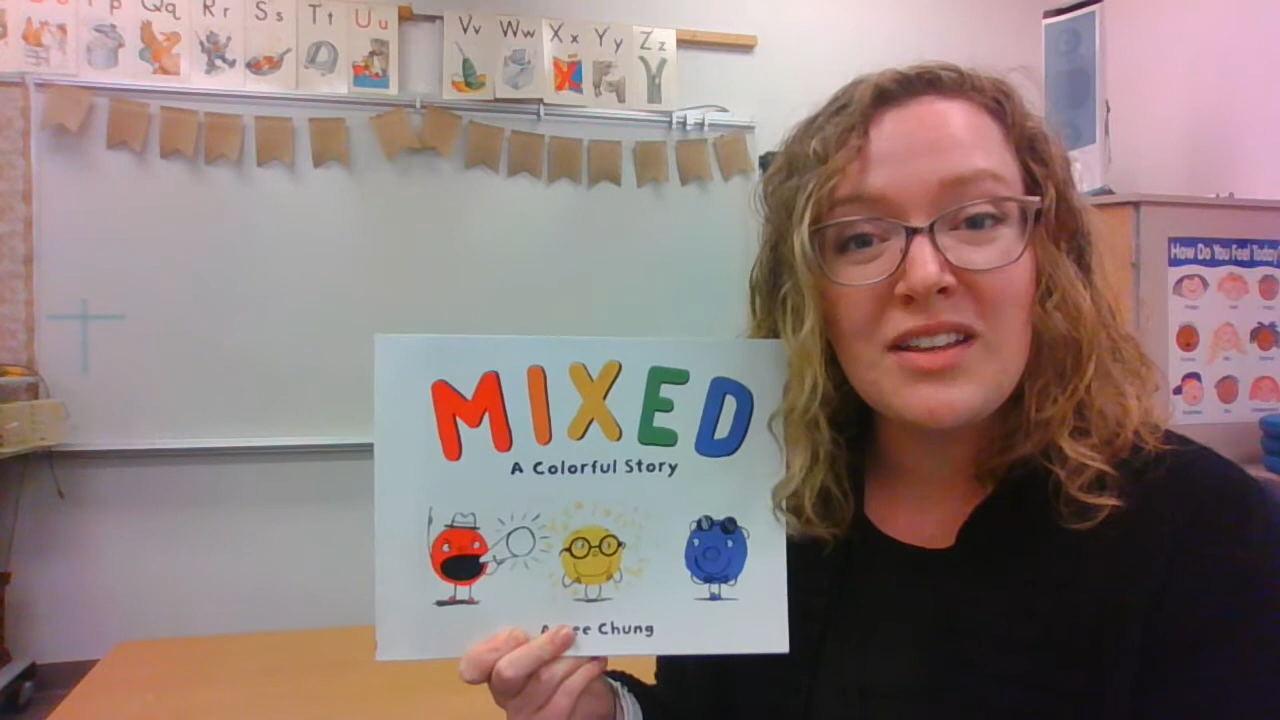 Pp Qq Rr Ss Tt Uu Vv Ww Xx Yy Zz
How Do You Feel Today?
MIXED
A Colorful Story
Chung